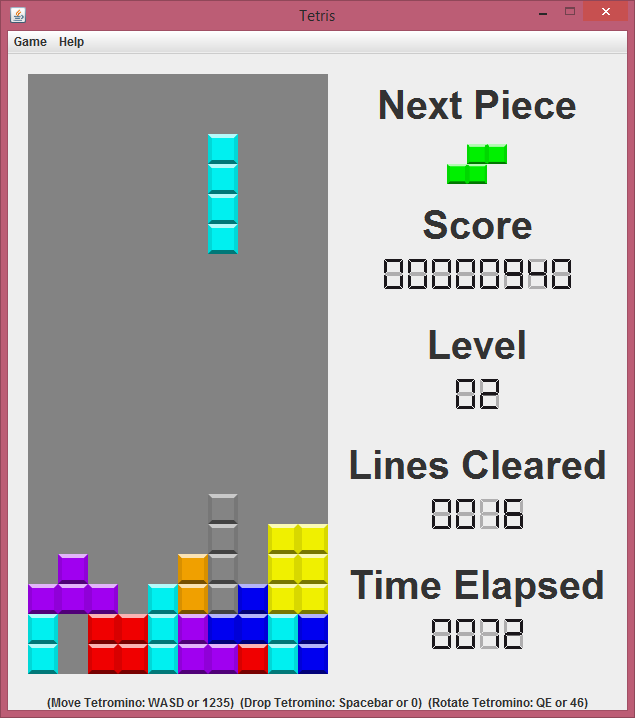 Tetris
Game Help
Next Piece
Score
00000940
Level
02
Lines Cleared
0016
Time Elapsed
0072
(Move Tetromino: WASD or 1235) (Drop Tetromino: Spacebar or 0) (Rotate Tetromino: QE or 46)